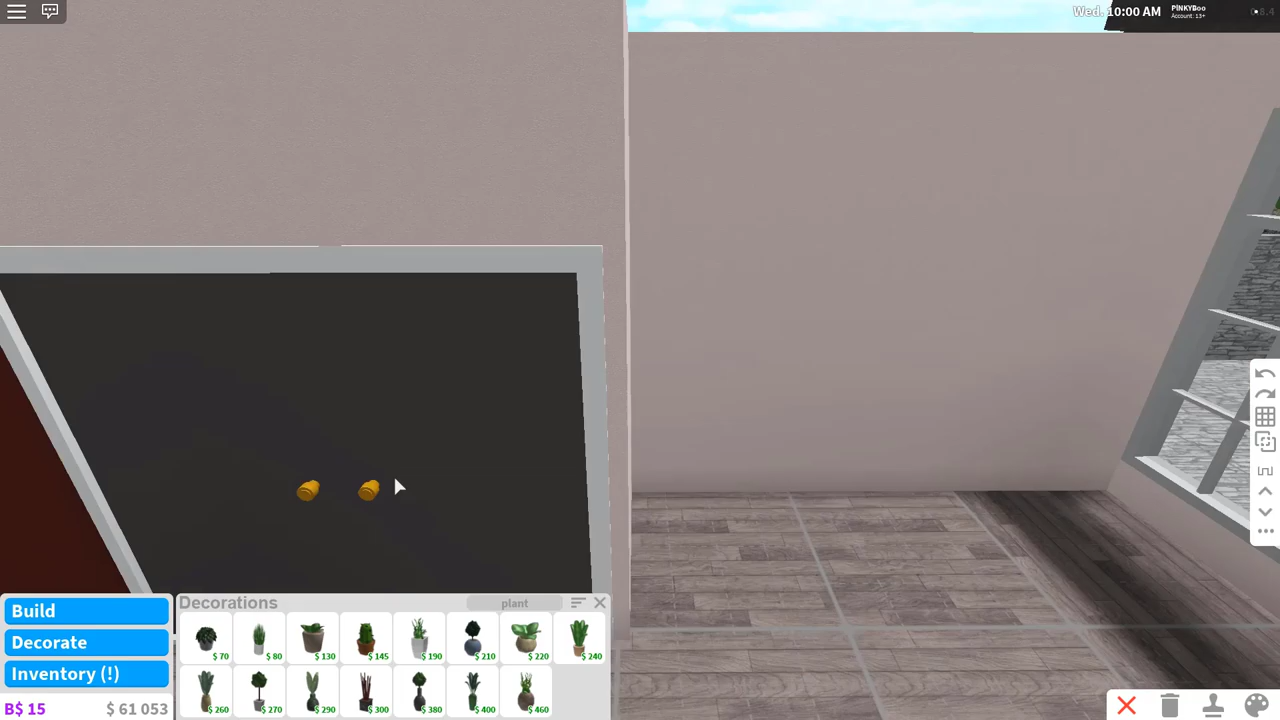 Wed. 10:00 AM
PINKYBoo
Account: 13+
Decorations
plant
Build
Decorate
Inventory (!)
B$ 15
$ 61 053
$ 70
$ 80
$ 130
$ 145
$ 190
$ 210
$ 220
$ 240
$ 260
$ 270
$ 290
$ 300
$ 380
$ 400
$ 460